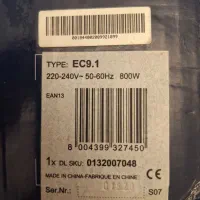 TYPE: EC9.1
220-240V~ 50-60Hz 800W
EAN13
8 004399 327450
1x DL SKU: 0132007048
MADE IN CHINA-FABRIQUE EN CHINE
Ser.Nr.:
S07